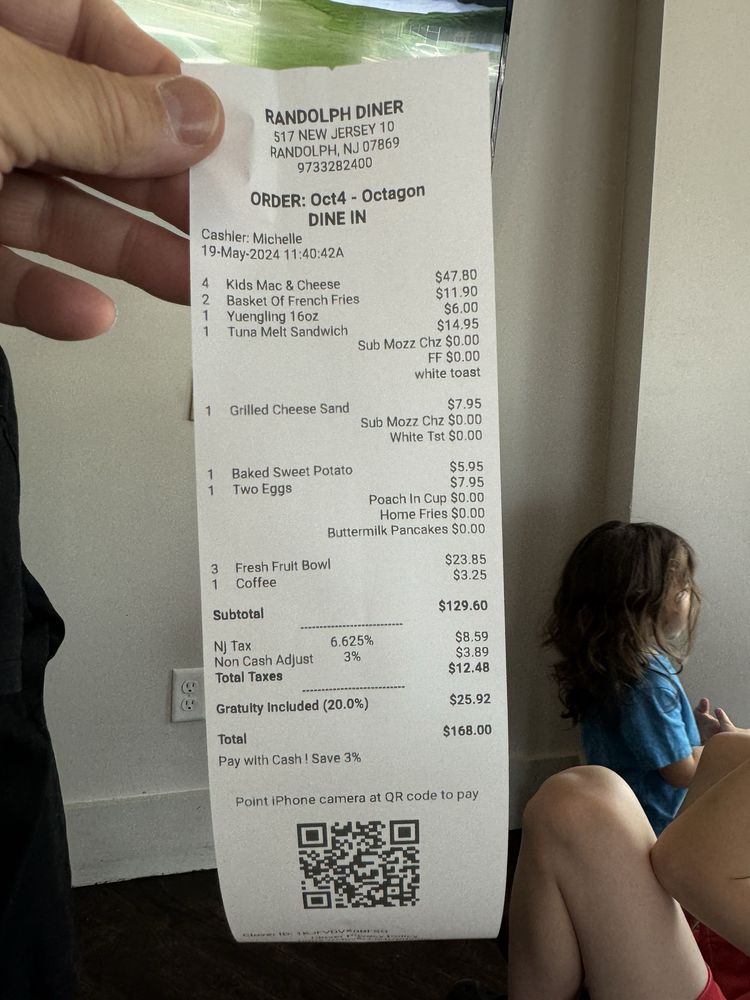 RANDOLPH DINER
517 NEW JERSEY 10
RANDOLPH, NJ 07869
9733282400
ORDER: Oct4 - Octagon
DINE IN
Cashier: Michelle
19-May-2024 11:40:42A
4 Kids Mac & Cheese $47.80
2 Basket Of French Fries $11.90
1 Yuengling 16oz $6.00
1 Tuna Melt Sandwich $14.95
Sub Mozz Chz $0.00
FF $0.00
white toast
1 Grilled Cheese Sand $7.95
Sub Mozz Chz $0.00
White Tst $0.00
1 Baked Sweet Potato $5.95
1 Two Eggs $7.95
Poach In Cup $0.00
Home Fries $0.00
Buttermilk Pancakes $0.00
3 Fresh Fruit Bowl $23.85
1 Coffee $3.25
Subtotal $129.60
Nj Tax 6.625% $8.59
Non Cash Adjust 3% $3.89
Total Taxes $12.48
Gratuity Included (20.0%) $25.92
Total $168.00
Pay with Cash ! Save 3%
Point iPhone camera at QR code to pay
Clover ID:
Clover Privacy Policy